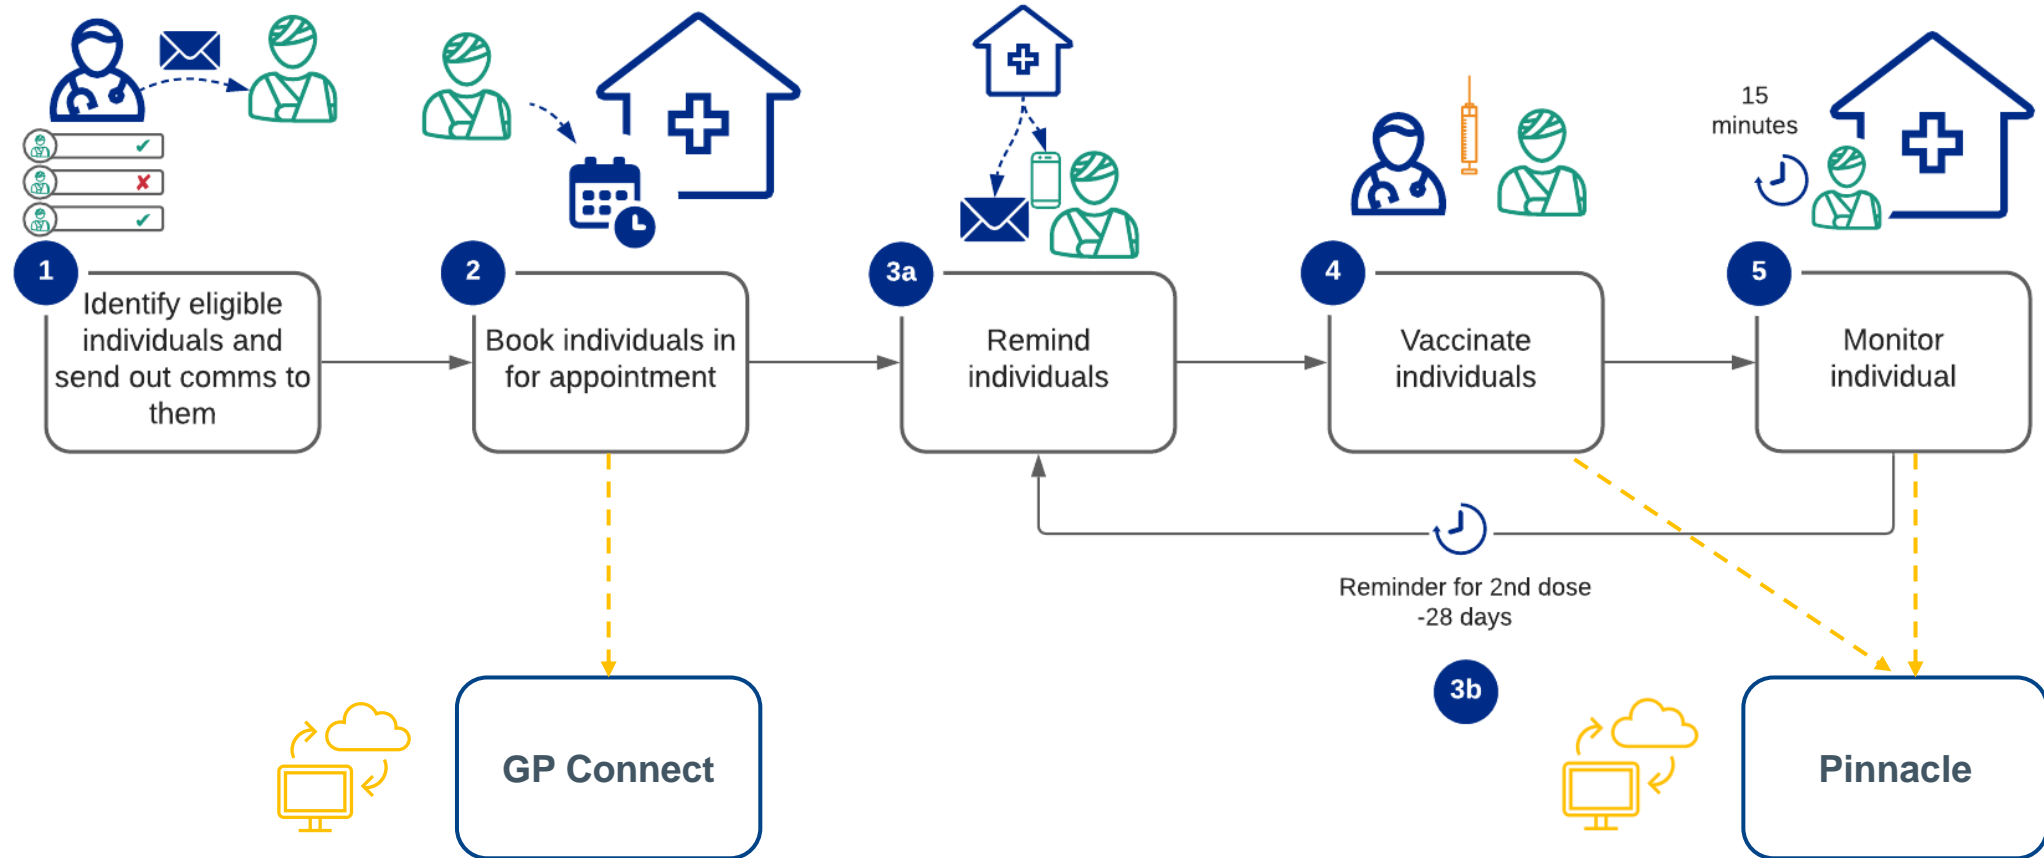 1
Identify eligible
individuals and
send out comms to
them
2
Book individuals in
for appointment
3a
Remind
individuals
4
Vaccinate
individuals
15
minutes
5
Monitor
individual
Reminder for 2nd dose
-28 days
3b
GP Connect
Pinnacle